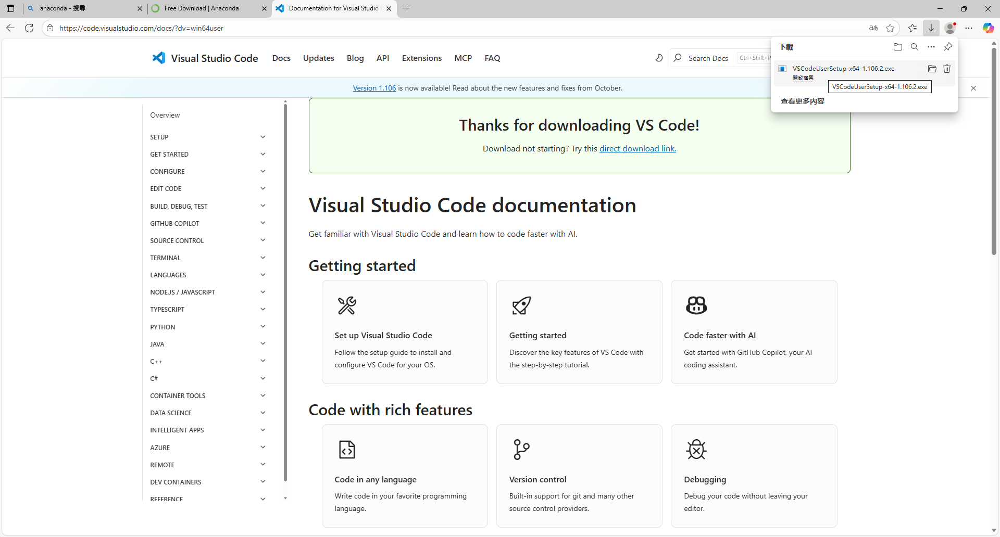 anaconda - 搜尋
Free Download | Anaconda
Documentation for Visual Studio
https://code.visualstudio.com/docs/?dv=win64user
下載
VSCodeUserSetup-x64-1.106.2.exe
開啟檔案
VSCodeUserSetup-x64-1.106.2.exe
查看更多內容
Visual Studio Code
Docs
Updates
Blog
API
Extensions
MCP
FAQ
Search Docs
Ctrl+Shift+P
Version 1.106 is now available! Read about the new features and fixes from October.
Overview
SETUP
GET STARTED
CONFIGURE
EDIT CODE
BUILD, DEBUG, TEST
GITHUB COPILOT
SOURCE CONTROL
TERMINAL
LANGUAGES
NODE.JS / JAVASCRIPT
TYPESCRIPT
PYTHON
JAVA
C++
C#
CONTAINER TOOLS
DATA SCIENCE
INTELLIGENT APPS
AZURE
REMOTE
DEV CONTAINERS
REFERENCE
Thanks for downloading VS Code!
Download not starting? Try this direct download link.
Visual Studio Code documentation
Get familiar with Visual Studio Code and learn how to code faster with AI.
Getting started
Set up Visual Studio Code
Follow the setup guide to install and
configure VS Code for your OS.
Getting started
Discover the key features of VS Code with
the step-by-step tutorial.
Code faster with AI
Get started with GitHub Copilot, your AI
coding assistant.
Code with rich features
Code in any language
Write code in your favorite programming
language.
Version control
Built-in support for git and many other
source control providers.
Debugging
Debug your code without leaving your
editor.